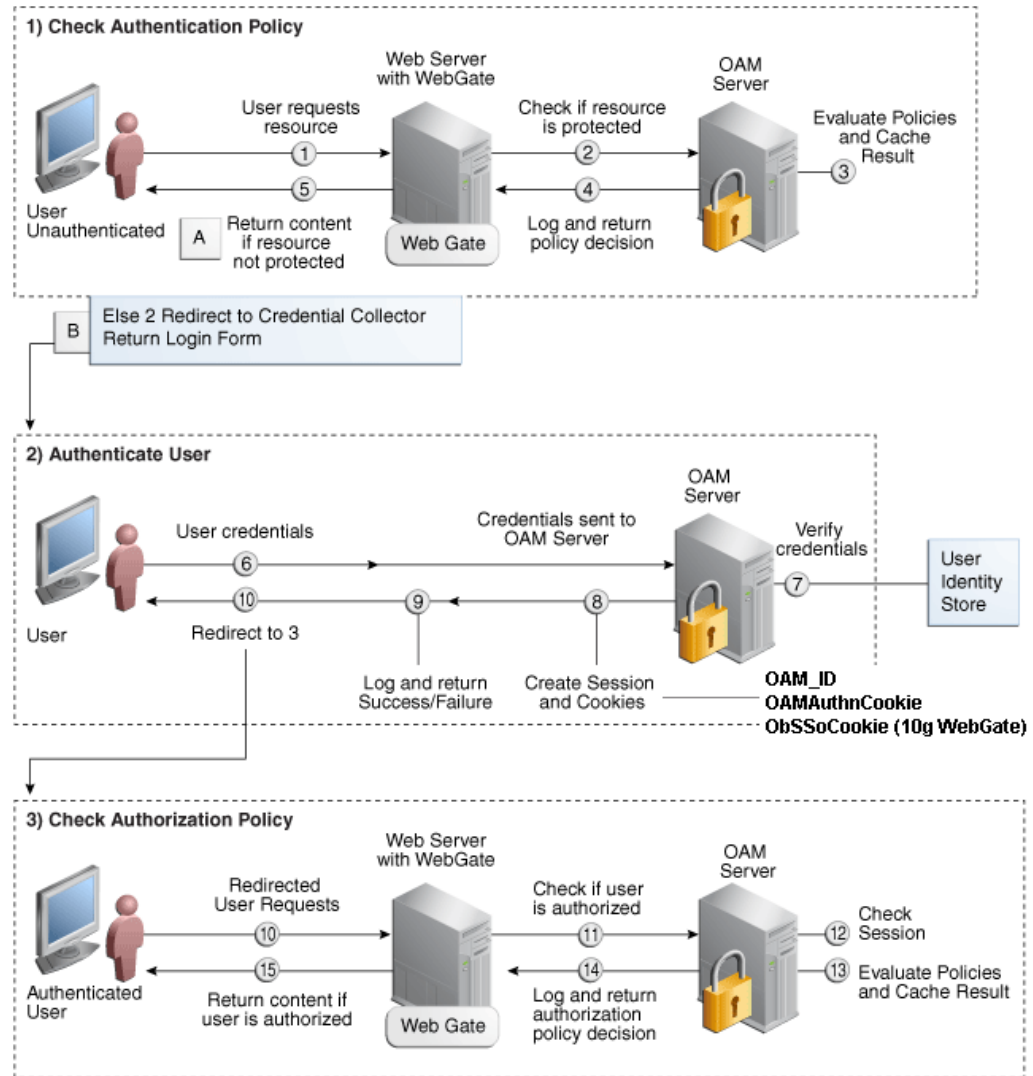 1) Check Authentication Policy
Web Server
with WebGate
OAM
Server
User requests
resource
Check if resource
is protected
Evaluate Policies
and Cache
Result
1
2
3
5
4
User
Unauthenticated
A
Return content
if resource
not protected
Web Gate
Log and return
policy decision
B
Else 2 Redirect to Credential Collector
Return Login Form
2) Authenticate User
OAM
Server
User credentials
Credentials sent to
OAM Server
Verify
credentials
User
Identity
Store
6
7
10
9
8
User
Redirect to 3
Log and return
Success/Failure
Create Session
and Cookies
OAM_ID
OAMAuthnCookie
ObSSoCookie (10g WebGate)
3) Check Authorization Policy
Web Server
with WebGate
OAM
Server
Redirected
User Requests
Check if user
is authorized
10
11
12
Check
Session
15
14
13
Evaluate Policies
and Cache Result
Authenticated
User
Return content if
user is authorized
Web Gate
Log and return
authorization
policy decision